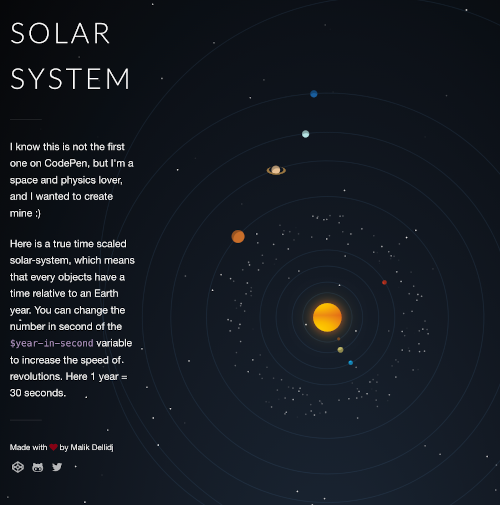 SOLAR
SYSTEM
I know this is not the first
one on CodePen, but I'm a
space and physics lover,
and I wanted to create
mine :)
Here is a true time scaled
solar-system, which means
that every objects have a
time relative to an Earth
year. You can change the
number in second of the
$year-in-second variable
to increase the speed of
revolutions. Here 1 year =
30 seconds.
Made with ❤ by Malik Dellidj